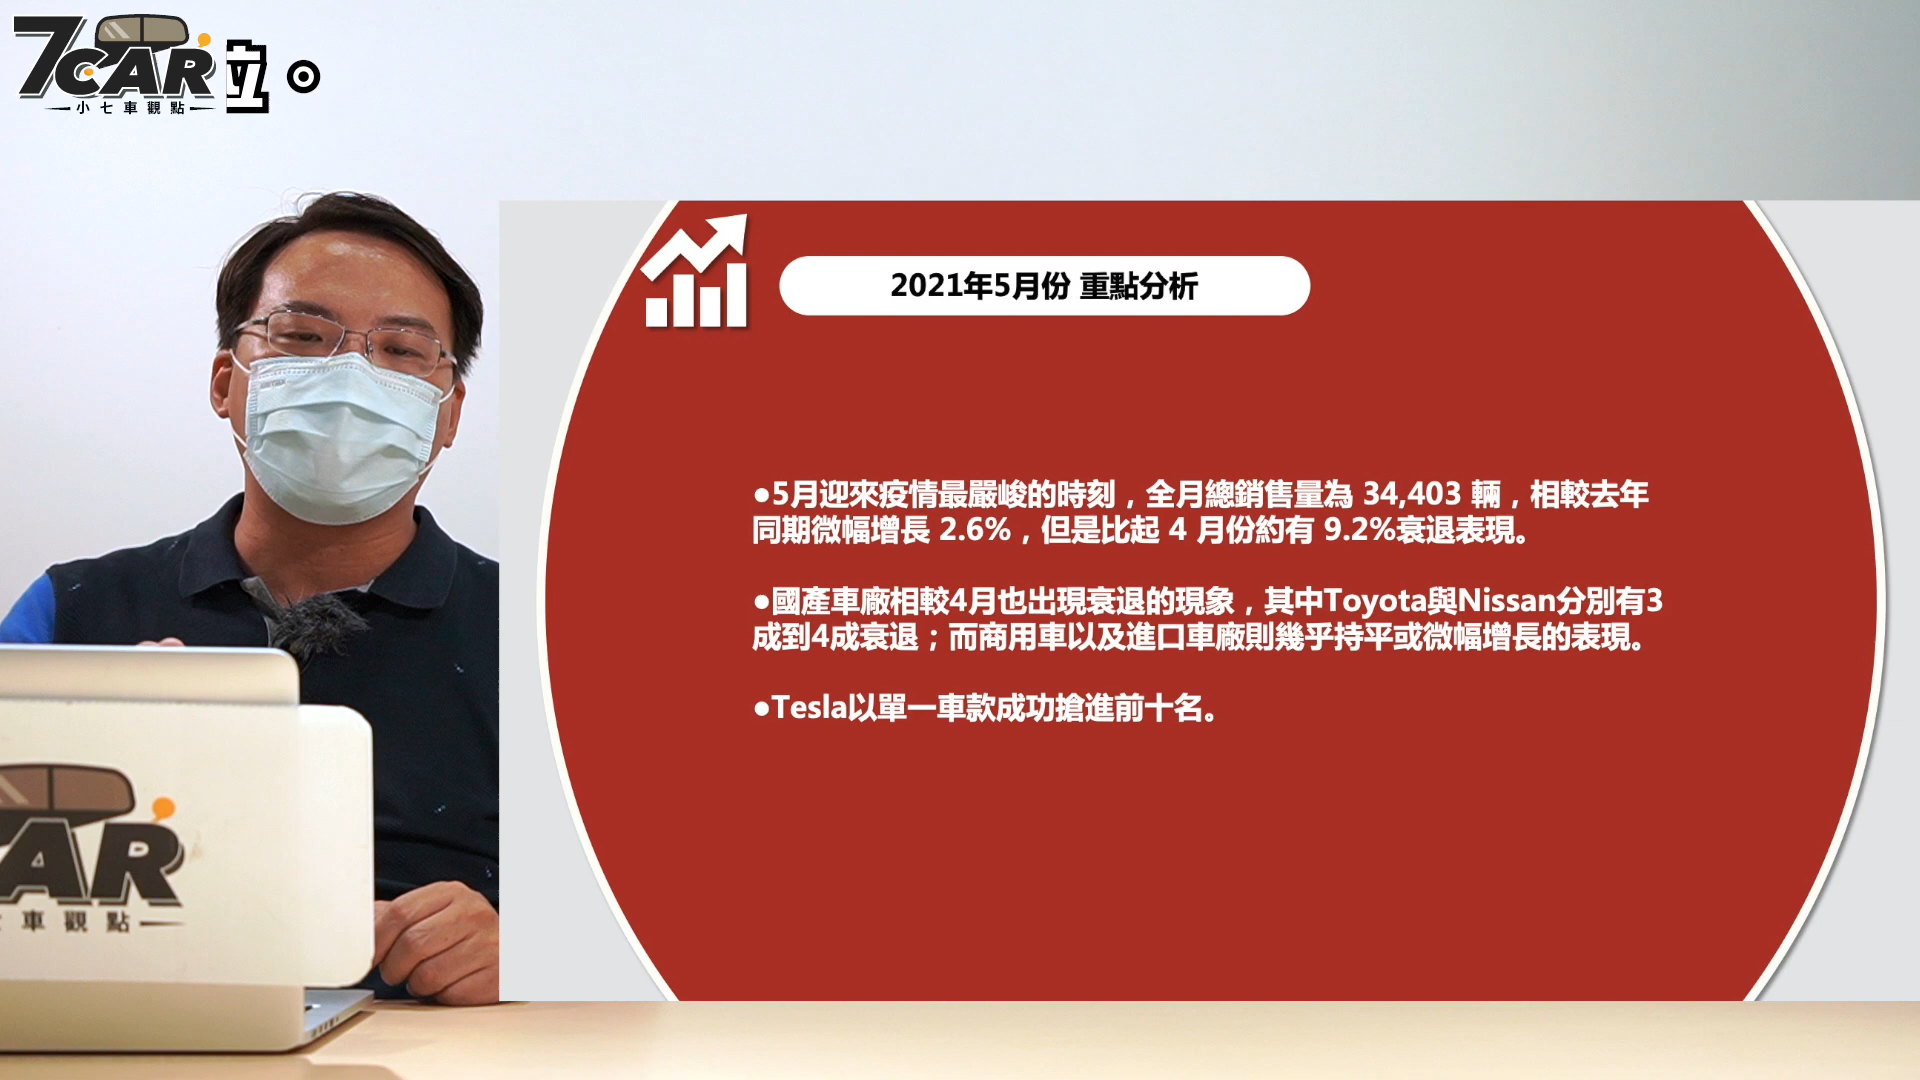 7CAR
小七車觀點
位。
2021年5月份 重點分析
●5月迎來疫情最嚴峻的時刻，全月總銷售量為 34,403 輛，相較去年
同期微幅增長 2.6%，但是比起 4 月份約有 9.2%衰退表現。
●國產車廠相較4月也出現衰退的現象，其中Toyota與Nissan分別有3
成到4成衰退；而商用車以及進口車廠則幾乎持平或微幅增長的表現。
●Tesla以單一車款成功搶進前十名。
AR
車觀點